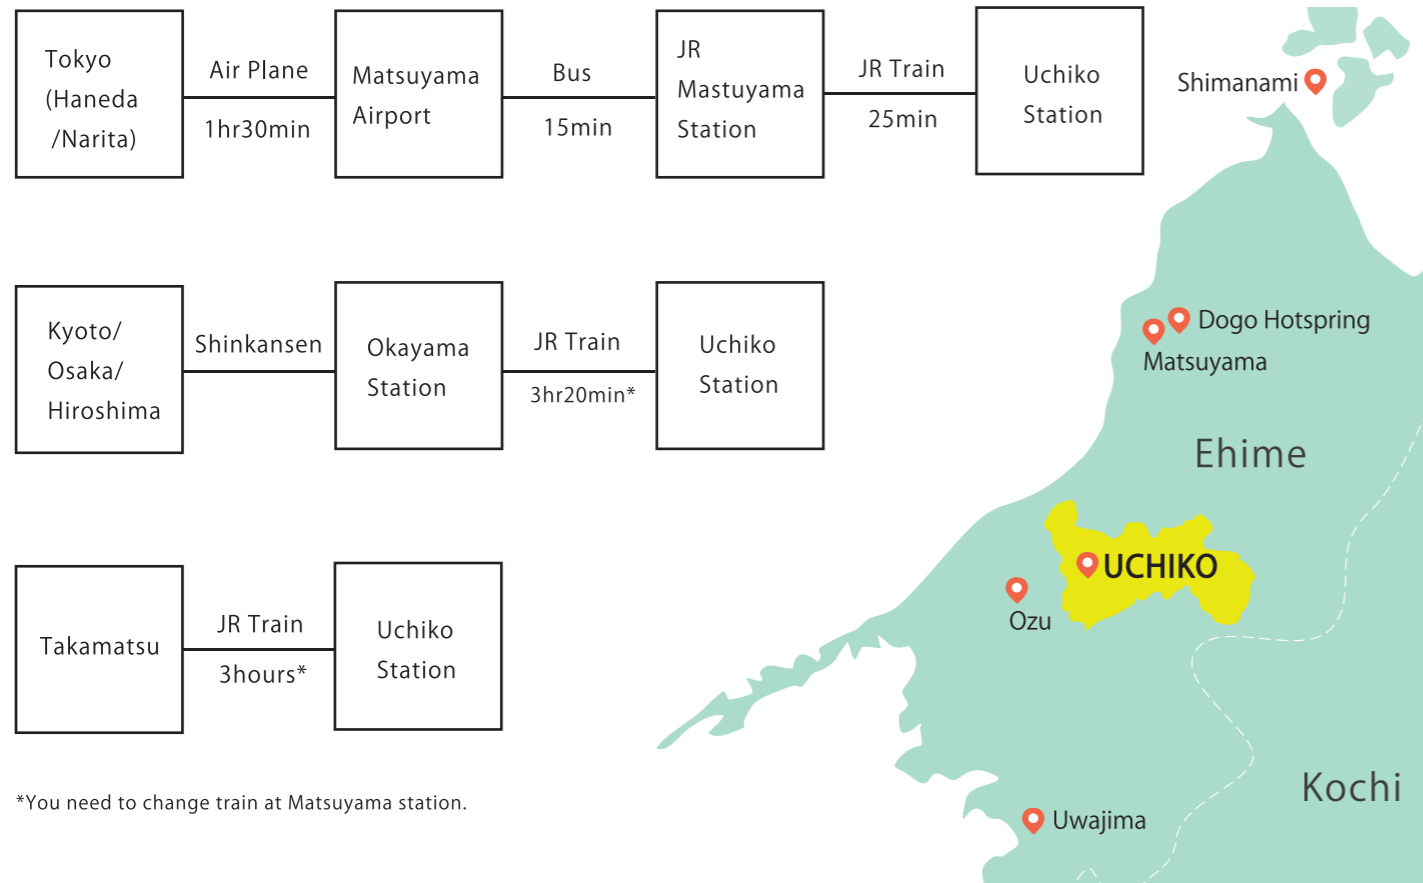 Tokyo
(Haneda
/Narita)
Air Plane
1hr30min
Matsuyama
Airport
Bus
15min
JR
Mastuyama
Station
JR Train
25min
Uchiko
Station
Kyoto/
Osaka/
Hiroshima
Shinkansen
Okayama
Station
JR Train
3hr20min*
Uchiko
Station
Takamatsu
JR Train
3hours*
Uchiko
Station
*You need to change train at Matsuyama station.
Shimanami
Dogo Hotspring
Matsuyama
Ehime
UCHIKO
Ozu
Kochi
Uwajima